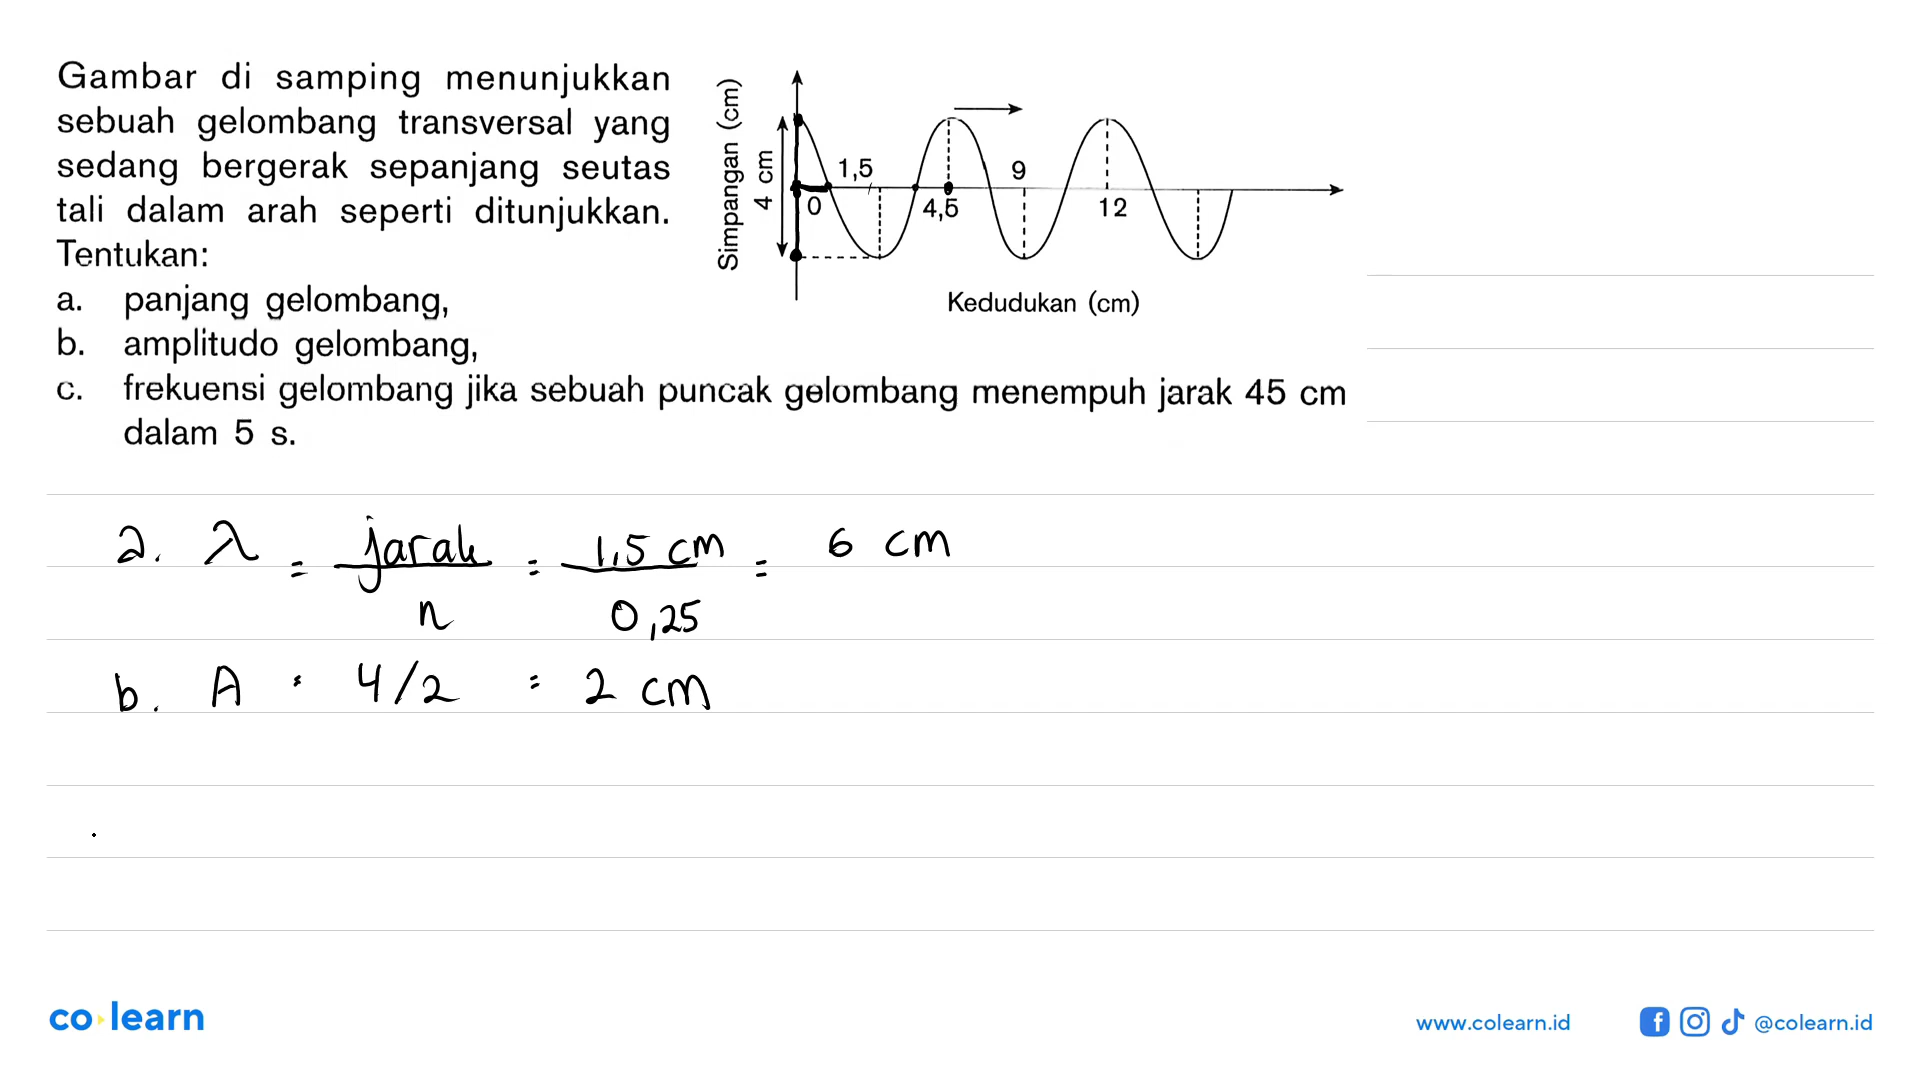 Gambar di samping menunjukkan
sebuah gelombang transversal yang
sedang bergerak sepanjang seutas
tali dalam arah seperti ditunjukkan.
Tentukan:
a. panjang gelombang,
b. amplitudo gelombang,
c. frekuensi gelombang jika sebuah puncak gelombang menempuh jarak 45 cm
dalam 5 s.
Simpangan (cm)
4 cm
0
1,5
4,5
9
12
Kedudukan (cm)
a. λ = jarak / n = 1,5 cm / 0,25 = 6 cm
b. A = 4/2 = 2 cm
co learn
www.colearn.id
@colearn.id